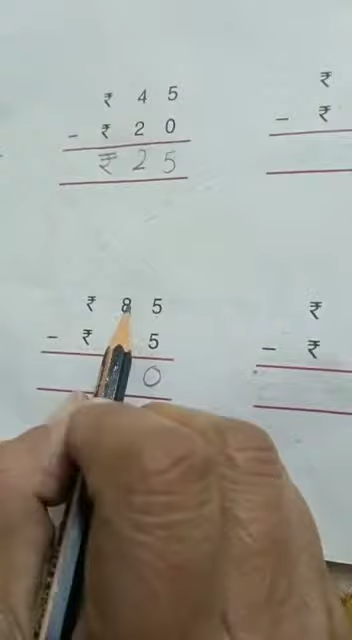 ₹ 4 5
- ₹ 2 0
₹ 2 5
₹
- ₹
₹ 8 5
- ₹ 5
0
₹
- ₹